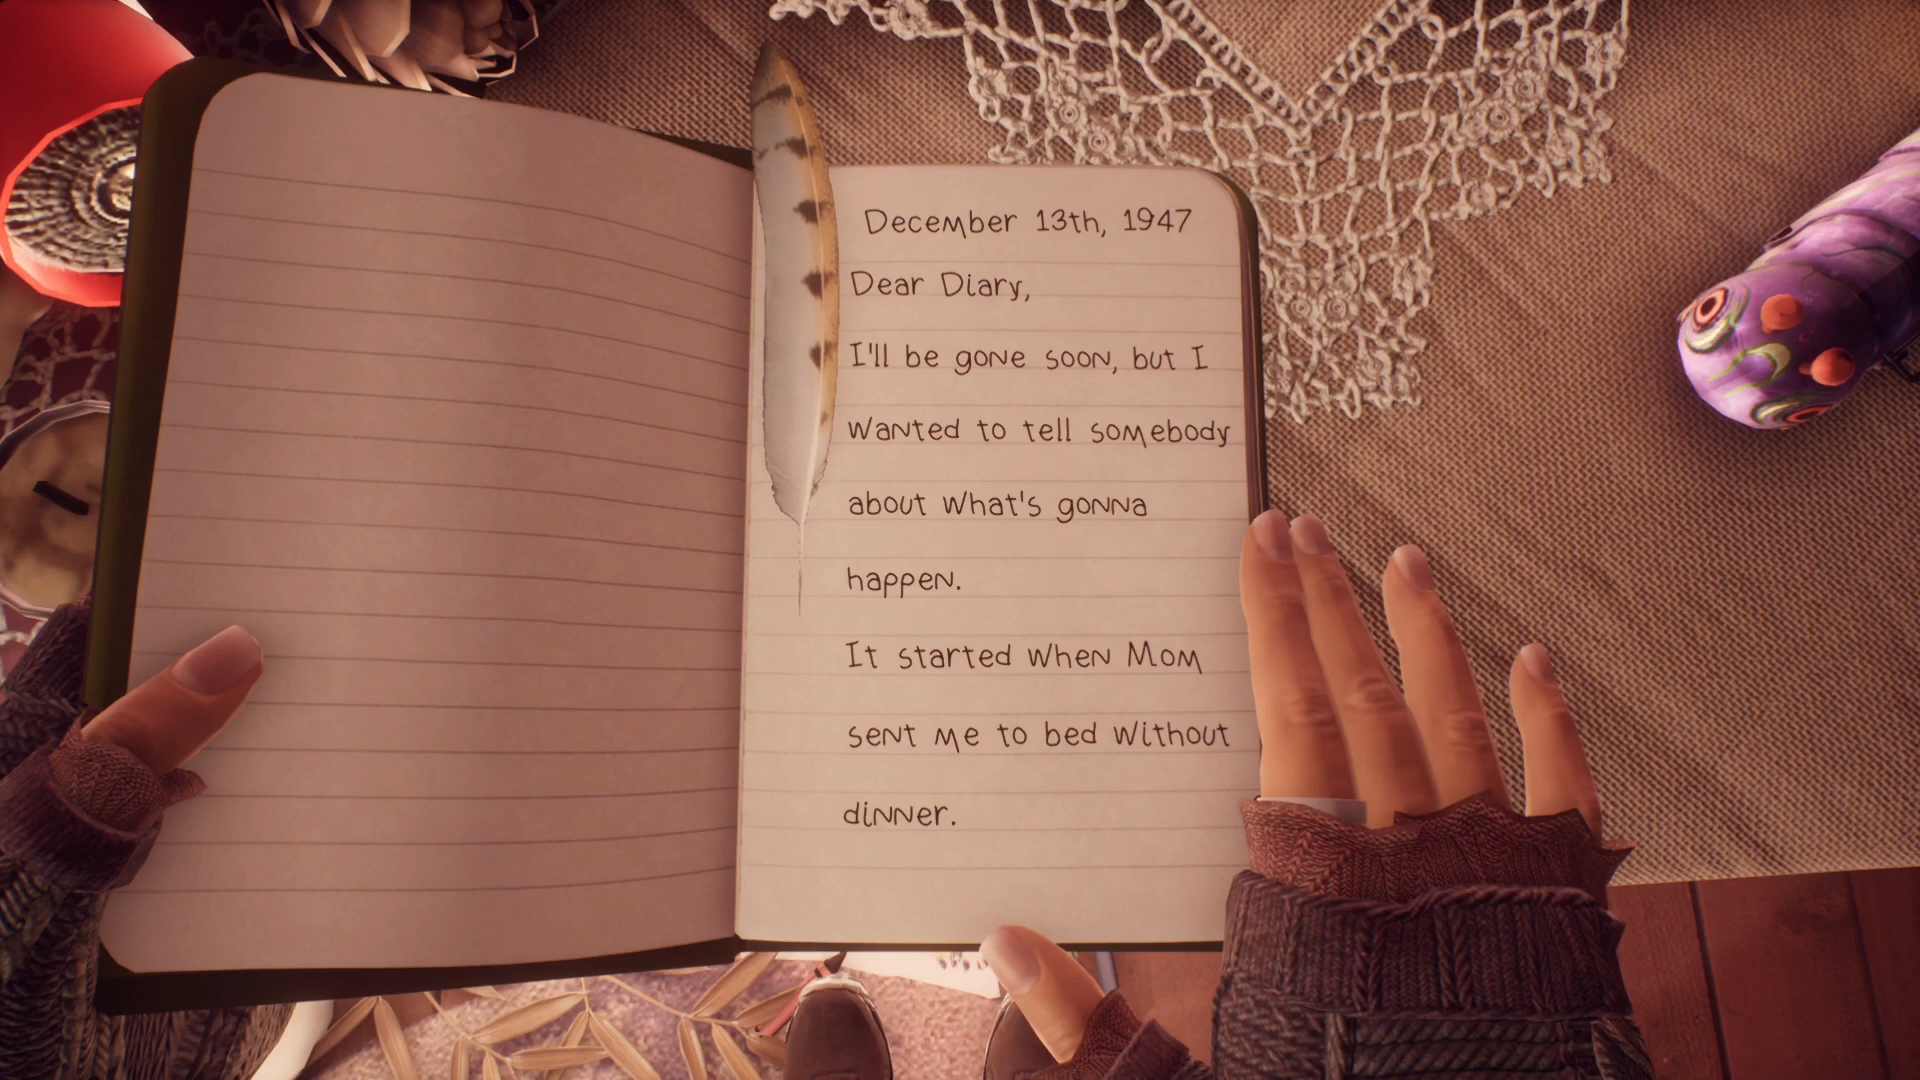 December 13th, 1947
Dear Diary,
I'll be gone soon, but I
wanted to tell somebody
about what's gonna
happen.
It started when Mom
sent me to bed without
dinner.